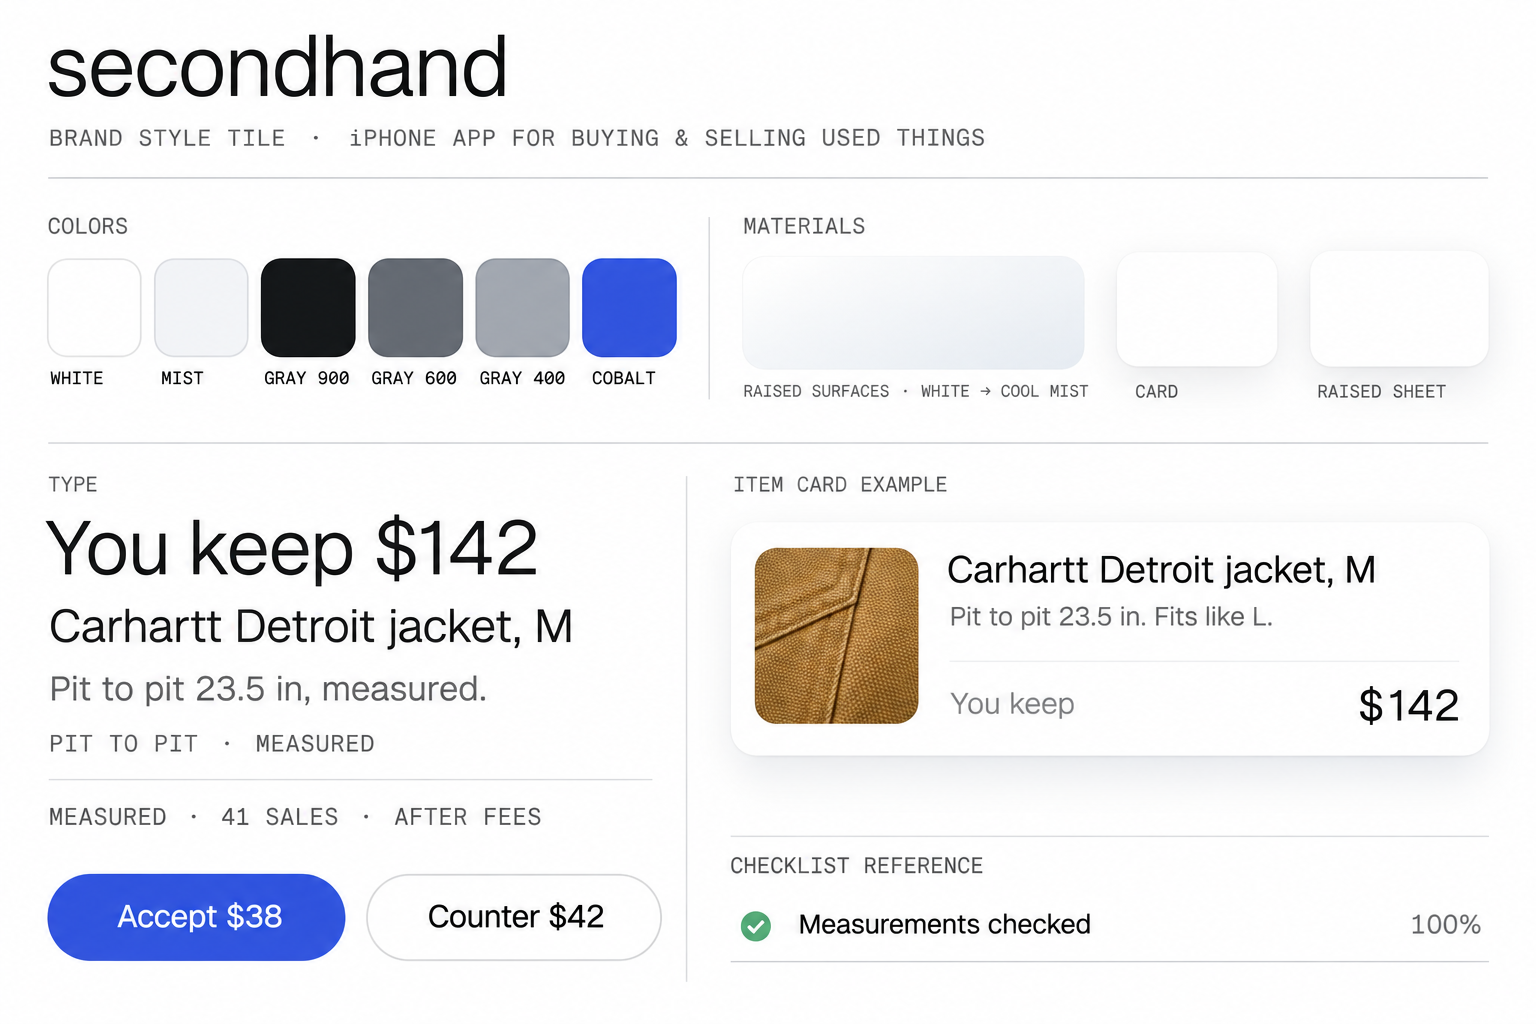 secondhand
BRAND STYLE TILE · iPHONE APP FOR BUYING & SELLING USED THINGS
COLORS
WHITE
MIST
GRAY 900
GRAY 600
GRAY 400
COBALT
MATERIALS
RAISED SURFACES · WHITE → COOL MIST
CARD
RAISED SHEET
TYPE
You keep $142
Carhartt Detroit jacket, M
Pit to pit 23.5 in, measured.
PIT TO PIT · MEASURED
MEASURED · 41 SALES · AFTER FEES
Accept $38
Counter $42
ITEM CARD EXAMPLE
Carhartt Detroit jacket, M
Pit to pit 23.5 in. Fits like L.
You keep
$142
CHECKLIST REFERENCE
Measurements checked
100%